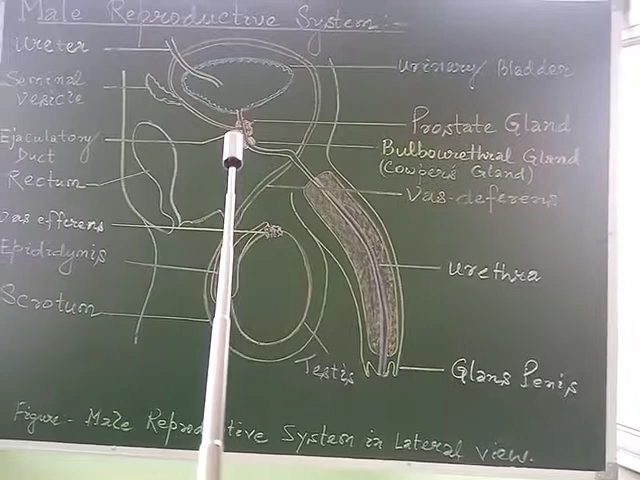 Male Reproductive System:-
Ureter
Seminal
Vesicle
Ejaculatory
Duct
Rectum
Vas efferens
Epididymis
Scrotum
Urinary Bladder
Prostate Gland
Bulbourethral Gland
(Cowper's Gland)
Vas-deferens
Urethra
Glans Penis
Testis
Figure- Male Reproductive System in Lateral view.